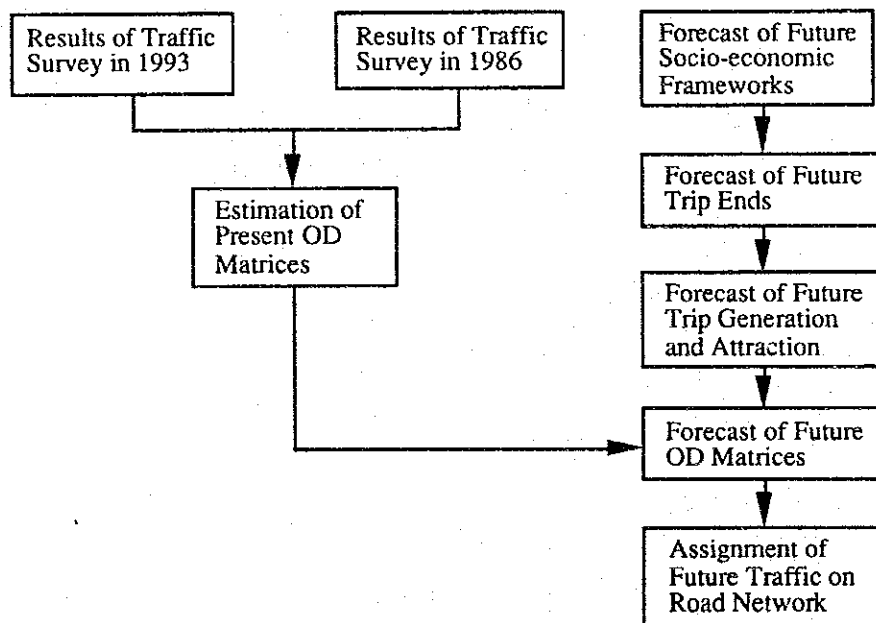 Results of Traffic
Survey in 1993
Results of Traffic
Survey in 1986
Forecast of Future
Socio-economic
Frameworks
Forecast of Future
Trip Ends
Estimation of
Present OD
Matrices
Forecast of Future
Trip Generation
and Attraction
Forecast of Future
OD Matrices
Assignment of
Future Traffic on
Road Network